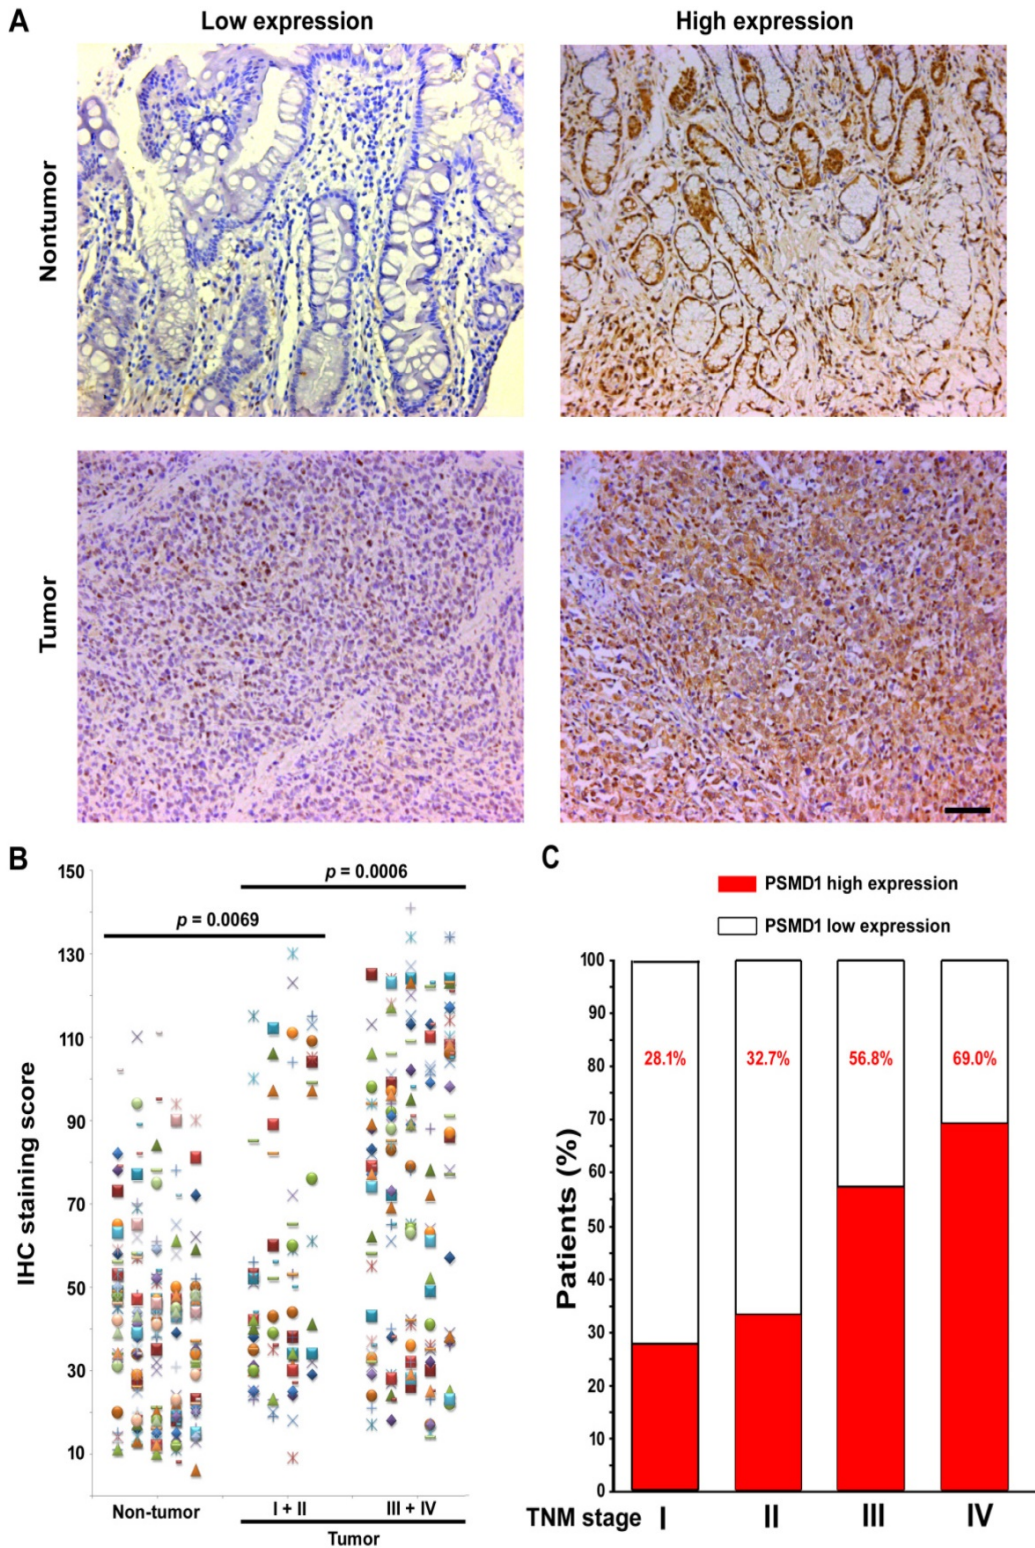 A
Low expression
High expression
Nontumor
Tumor
B
150
130
110
90
70
50
30
10
IHC staining score
p = 0.0069
p = 0.0006
Non-tumor
I + II
III + IV
Tumor
C
PSMD1 high expression
PSMD1 low expression
100
90
80
70
60
50
40
30
20
10
0
Patients (%)
28.1%
32.7%
56.8%
69.0%
TNM stage
I
II
III
IV